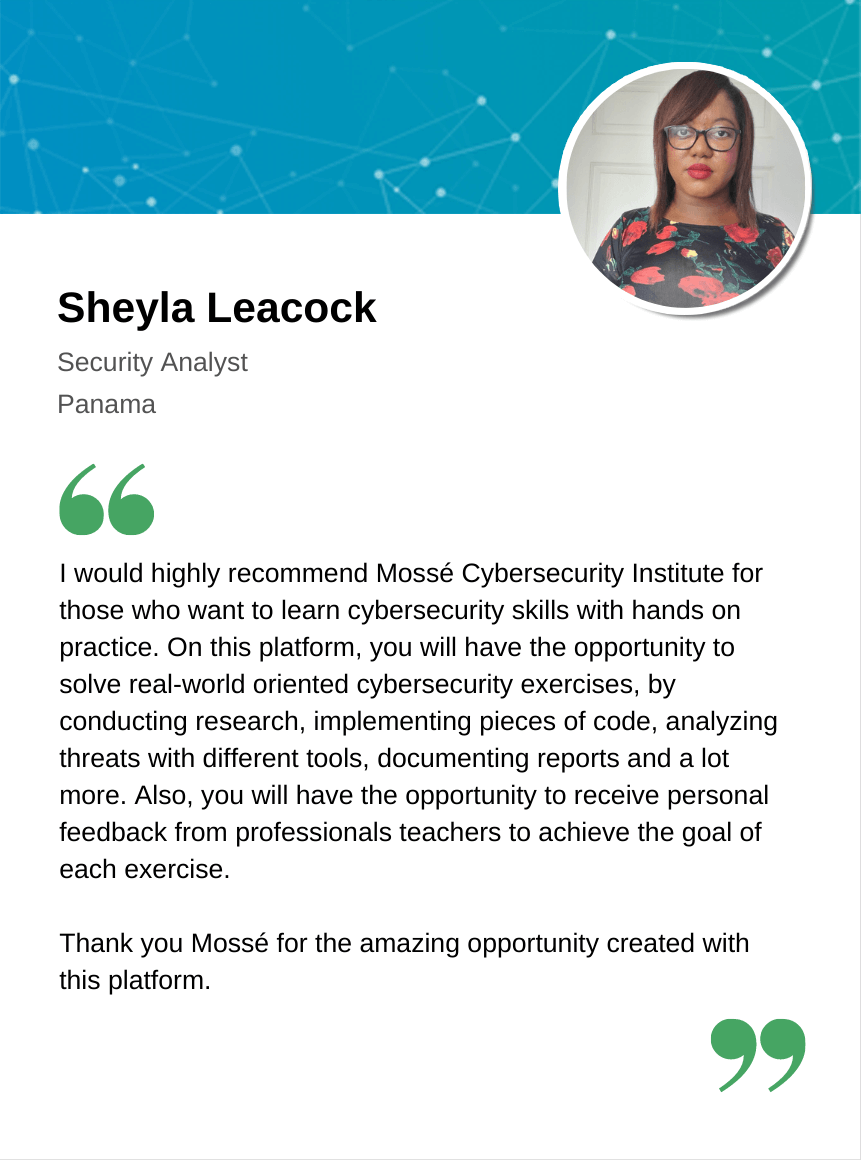 Sheyla Leacock
Security Analyst
Panama
“
I would highly recommend Mossé Cybersecurity Institute for
those who want to learn cybersecurity skills with hands on
practice. On this platform, you will have the opportunity to
solve real-world oriented cybersecurity exercises, by
conducting research, implementing pieces of code, analyzing
threats with different tools, documenting reports and a lot
more. Also, you will have the opportunity to receive personal
feedback from professionals teachers to achieve the goal of
each exercise.
Thank you Mossé for the amazing opportunity created with
this platform.
”